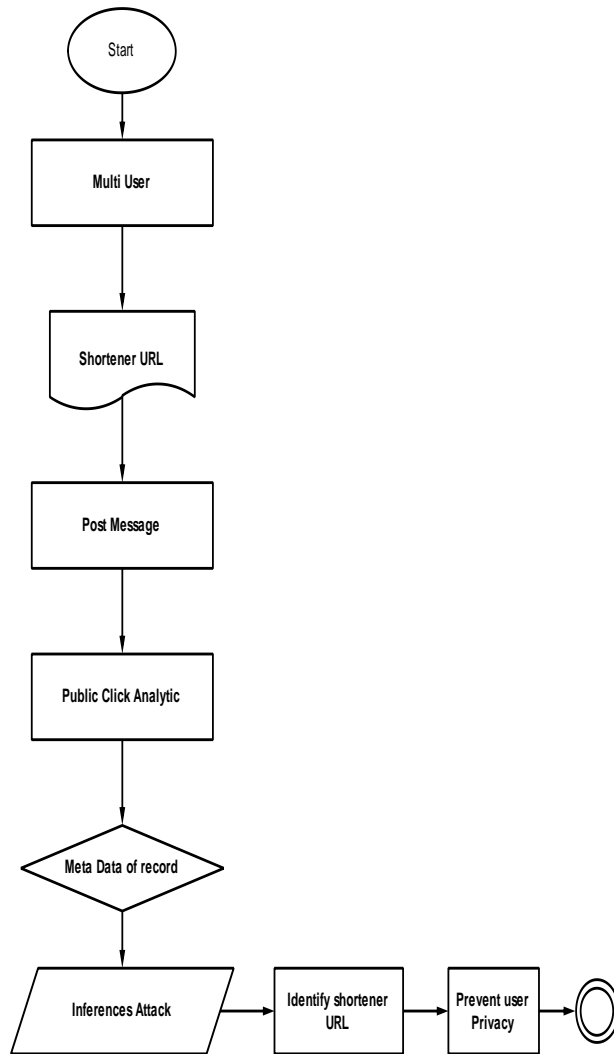 Start
Multi User
Shortener URL
Post Message
Public Click Analytic
Meta Data of record
Inferences Attack
Identify shortener
URL
Prevent user
Privacy